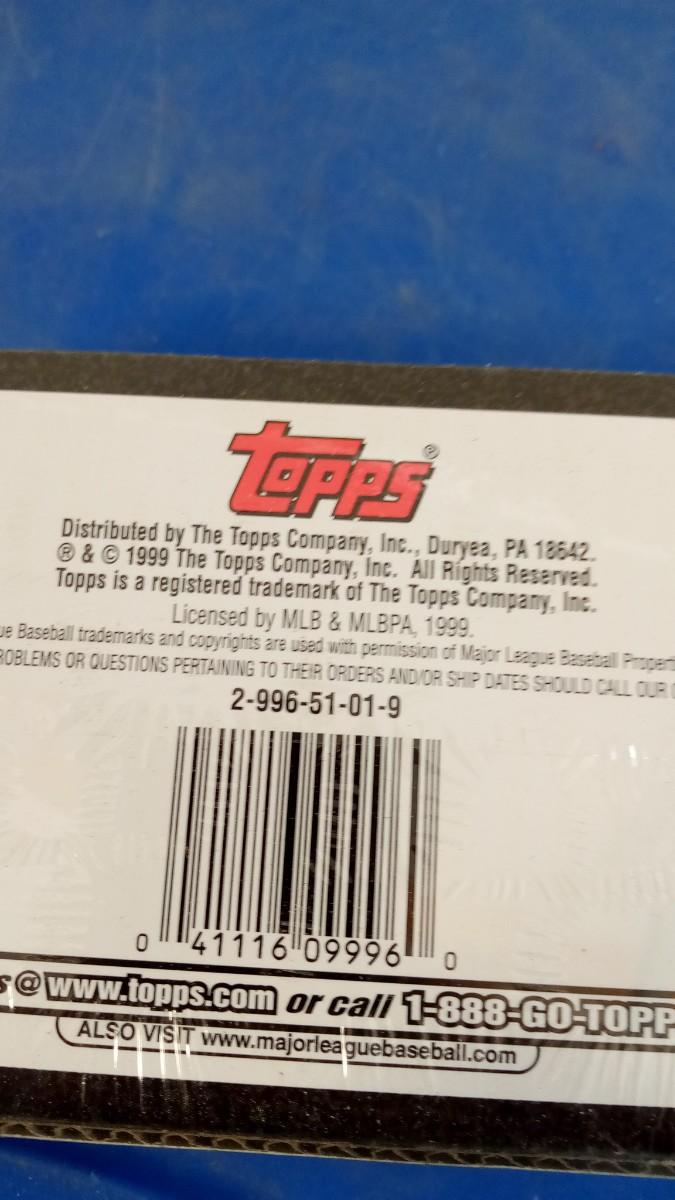 Topps®
Distributed by The Topps Company, Inc., Duryea, PA 18642.
® & © 1999 The Topps Company, Inc. All Rights Reserved.
Topps is a registered trademark of The Topps Company, Inc.
Licensed by MLB & MLBPA, 1999.
Baseball trademarks and copyrights are used with permission of Major League Baseball
OR QUESTIONS PERTAINING TO THEIR ORDERS AND/OR SHIP DATES SHOULD CALL OUR
2-996-51-01-9
0 41116 09996 0
@ www.topps.com or call 1-888-GO-TOPP
ALSO VISIT www.majorleaguebaseball.com